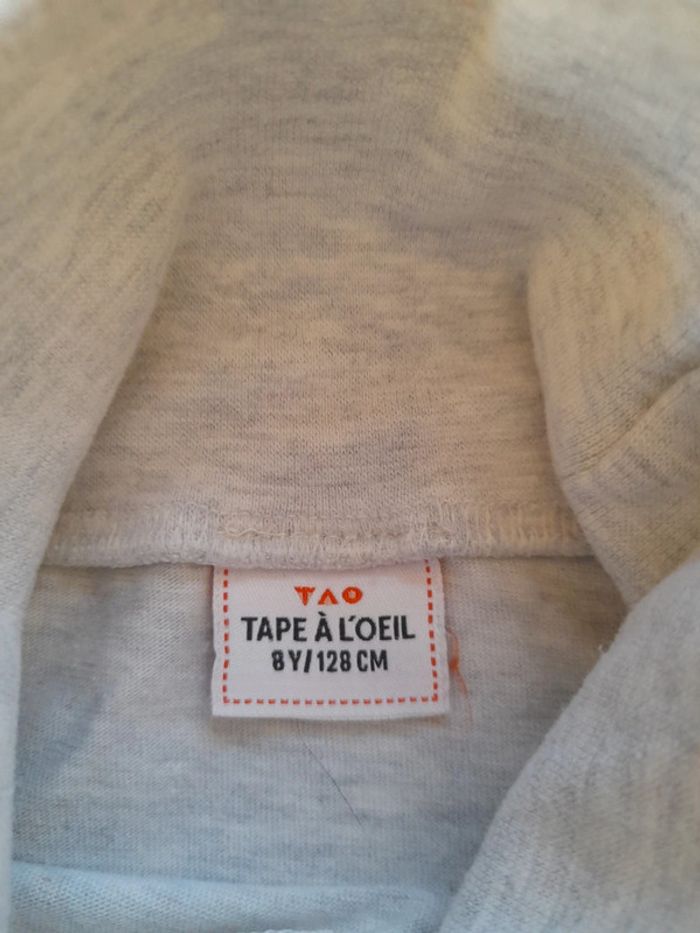 TAO
TAPE À L'OEIL
8Y/128 CM